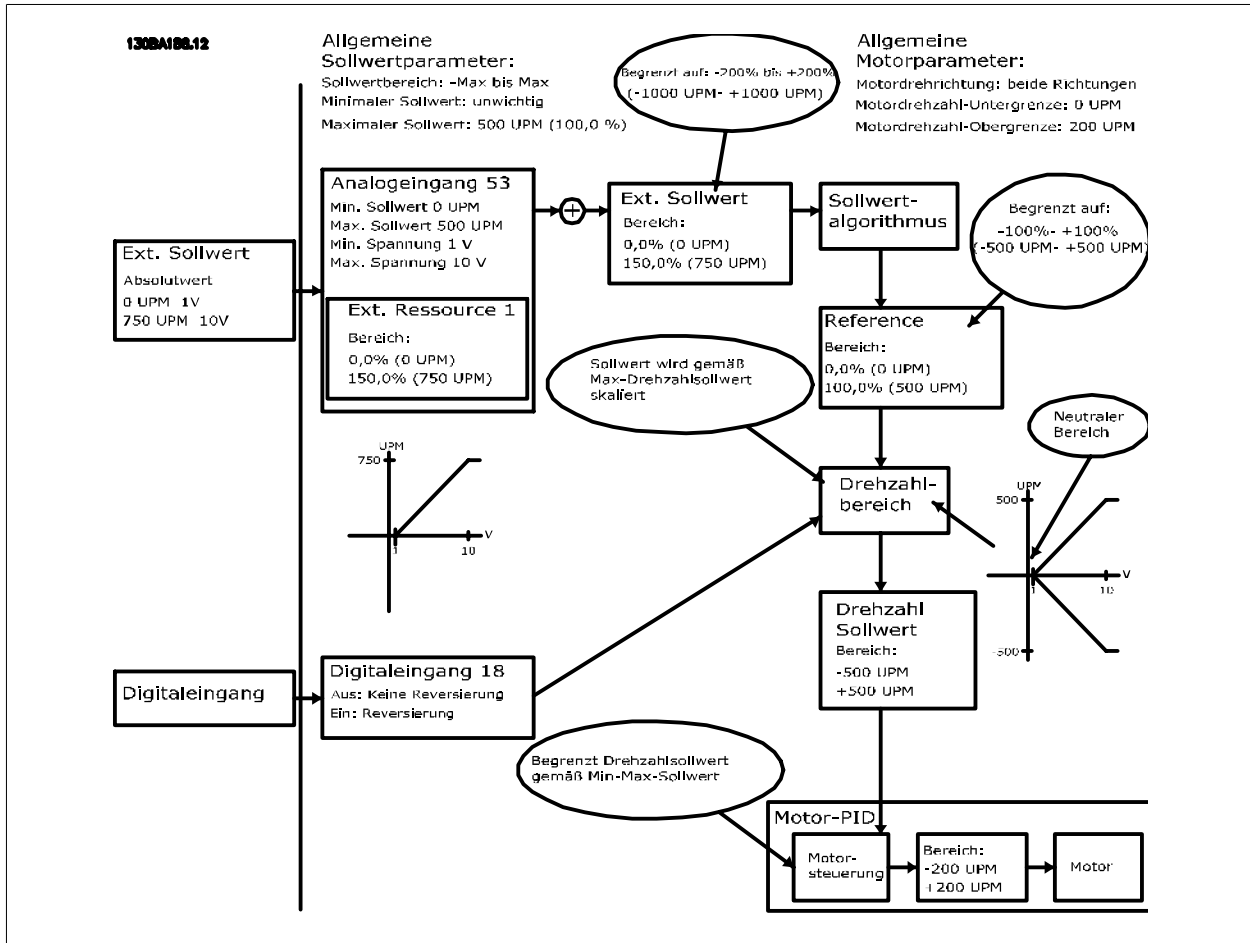 130BA188.12
Allgemeine
Sollwertparameter:
Sollwertbereich: -Max bis Max
Minimaler Sollwert: unwichtig
Maximaler Sollwert: 500 UPM (100,0 %)
Begrenzt auf: -200% bis +200%
(-1000 UPM- +1000 UPM)
Allgemeine
Motorparameter:
Motordrehrichtung: beide Richtungen
Motordrehzahl-Untergrenze: 0 UPM
Motordrehzahl-Obergrenze: 200 UPM
Ext. Sollwert
Absolutwert
0 UPM 1V
750 UPM 10V
Analogeingang 53
Min. Sollwert 0 UPM
Max. Sollwert 500 UPM
Min. Spannung 1 V
Max. Spannung 10 V
Ext. Ressource 1
Bereich:
0,0% (0 UPM)
150,0% (750 UPM)
Ext. Sollwert
Bereich:
0,0% (0 UPM)
150,0% (750 UPM)
Sollwert-
algorithmus
Begrenzt auf:
-100%- +100%
(-500 UPM- +500 UPM)
Reference
Bereich:
0,0% (0 UPM)
100,0% (500 UPM)
Sollwert wird gemäß
Max-Drehzahlsollwert
skaliert
Neutraler
Bereich
UPM
750
V
1
10
Drehzahl-
bereich
UPM
500
V
1
10
-500
Drehzahl
Sollwert
Bereich:
-500 UPM
+500 UPM
Digitaleingang
Digitaleingang 18
Aus: Keine Reversierung
Ein: Reversierung
Begrenzt Drehzahlsollwert
gemäß Min-Max-Sollwert
Motor-PID
Motor-
steuerung
Bereich:
-200 UPM
+200 UPM
Motor